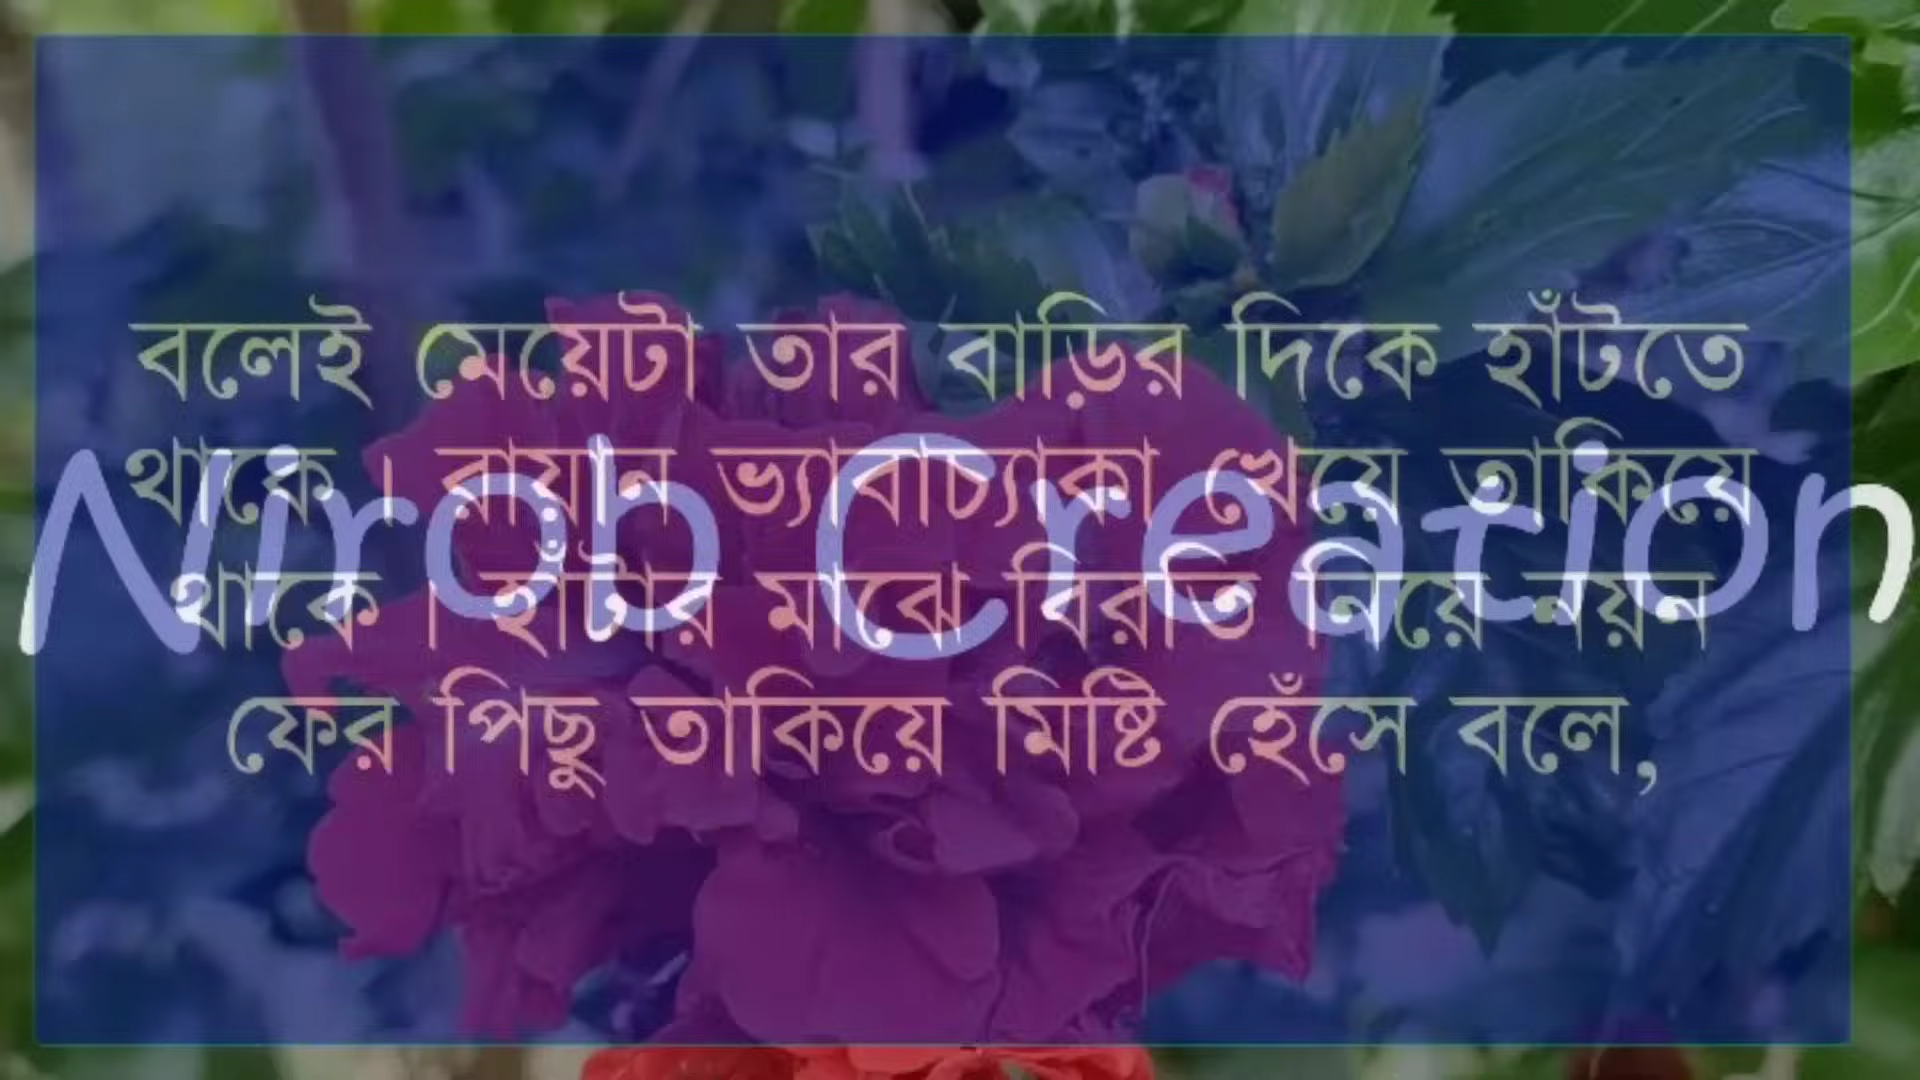 বলেই মেয়েটা তার বাড়ির দিকে হাঁটতে
থাকে । রায়ান ভ্যাবাচ্যাকা খেয়ে তাকিয়ে
থাকে । হাঁটার মাঝে বিরতি নিয়ে নয়ন
ফের পিছু তাকিয়ে মিষ্টি হেঁসে বলে,
Nirob Creation